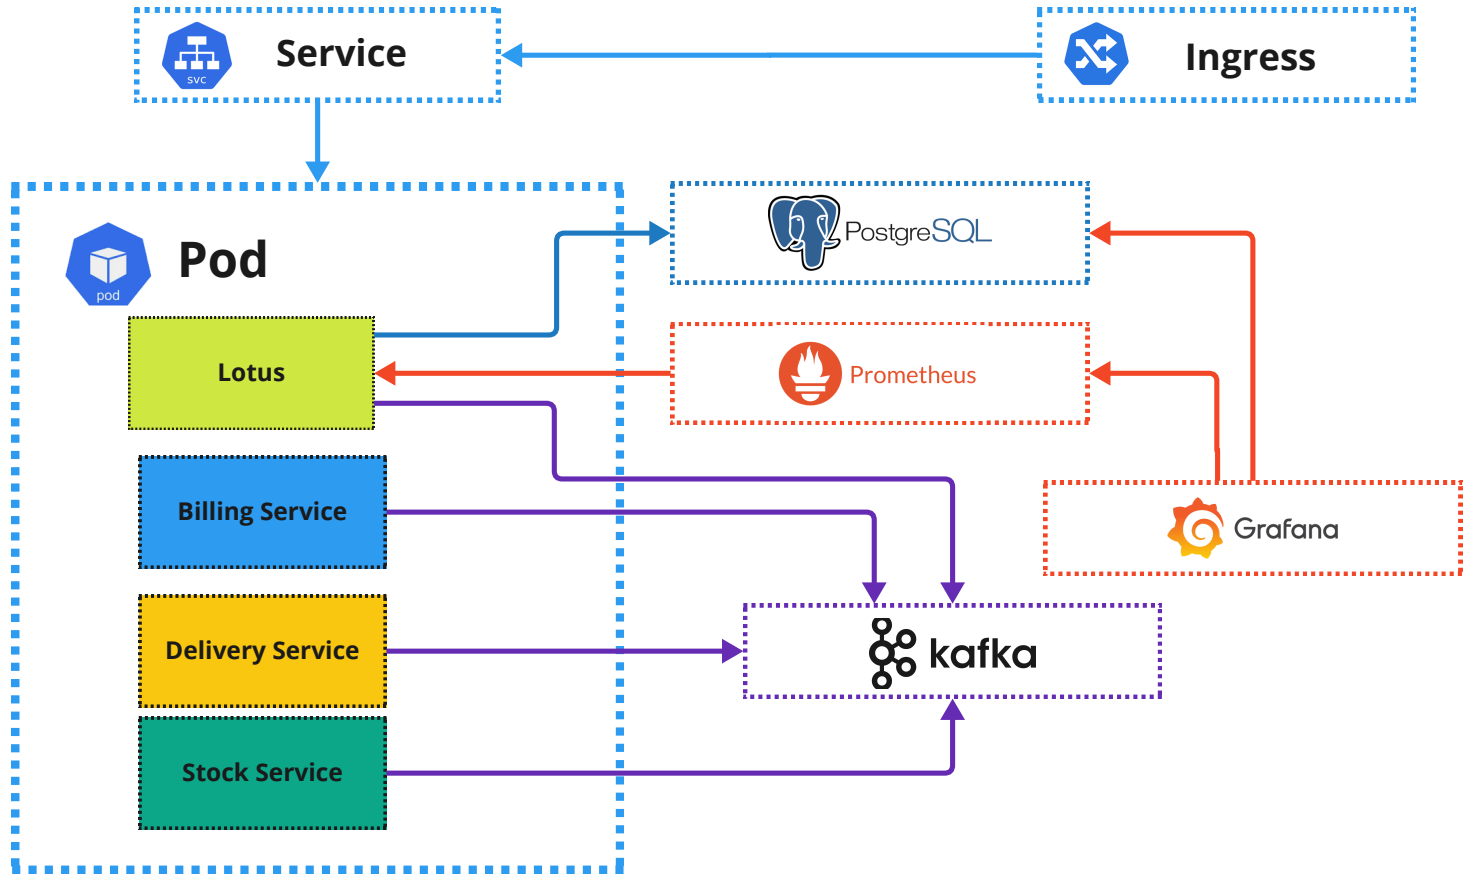 svc
Service
Ingress
pod
Pod
PostgreSQL
Lotus
Prometheus
Billing Service
Grafana
Delivery Service
kafka
Stock Service